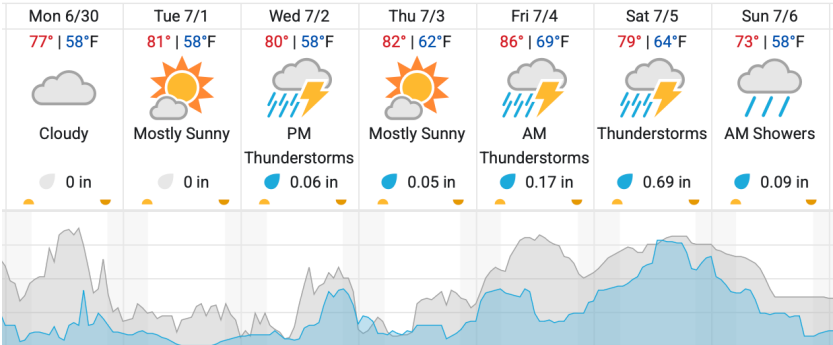 Mon 6/30 Tue 7/1 Wed 7/2 Thu 7/3 Fri 7/4 Sat 7/5 Sun 7/6
77° | 58°F 81° | 58°F 80° | 58°F 82° | 62°F 86° | 69°F 79° | 64°F 73° | 58°F
Cloudy Mostly Sunny PM Mostly Sunny AM Thunderstorms AM Showers
Thunderstorms Thunderstorms
0 in 0 in 0.06 in 0.05 in 0.17 in 0.69 in 0.09 in